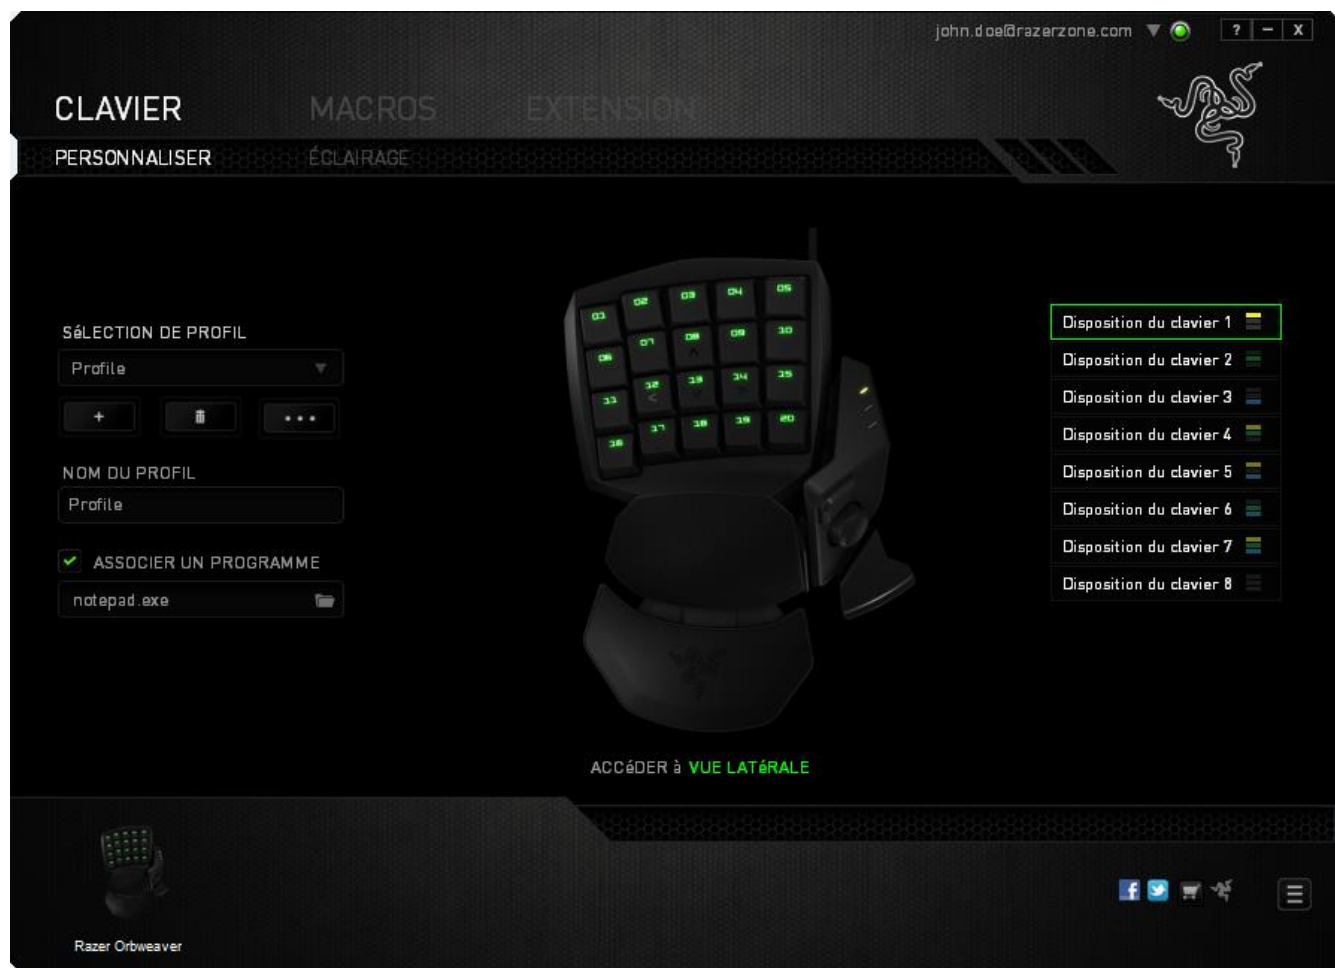 john.doe@razerzone.com
? – X
CLAVIER MACROS EXTENSION
PERSONNALISER ÉCLAIRAGE
SéLECTION DE PROFIL
Profile
+
NOM DU PROFIL
Profile
ASSOCIER UN PROGRAMME
notepad.exe
01 02 03 04 05
06 07 08 09 10
11 12 13 14 15
16 17 18 19 20
Disposition du clavier 1
Disposition du clavier 2
Disposition du clavier 3
Disposition du clavier 4
Disposition du clavier 5
Disposition du clavier 6
Disposition du clavier 7
Disposition du clavier 8
ACCéDER à VUE LATéRALE
Razer Orbweaver